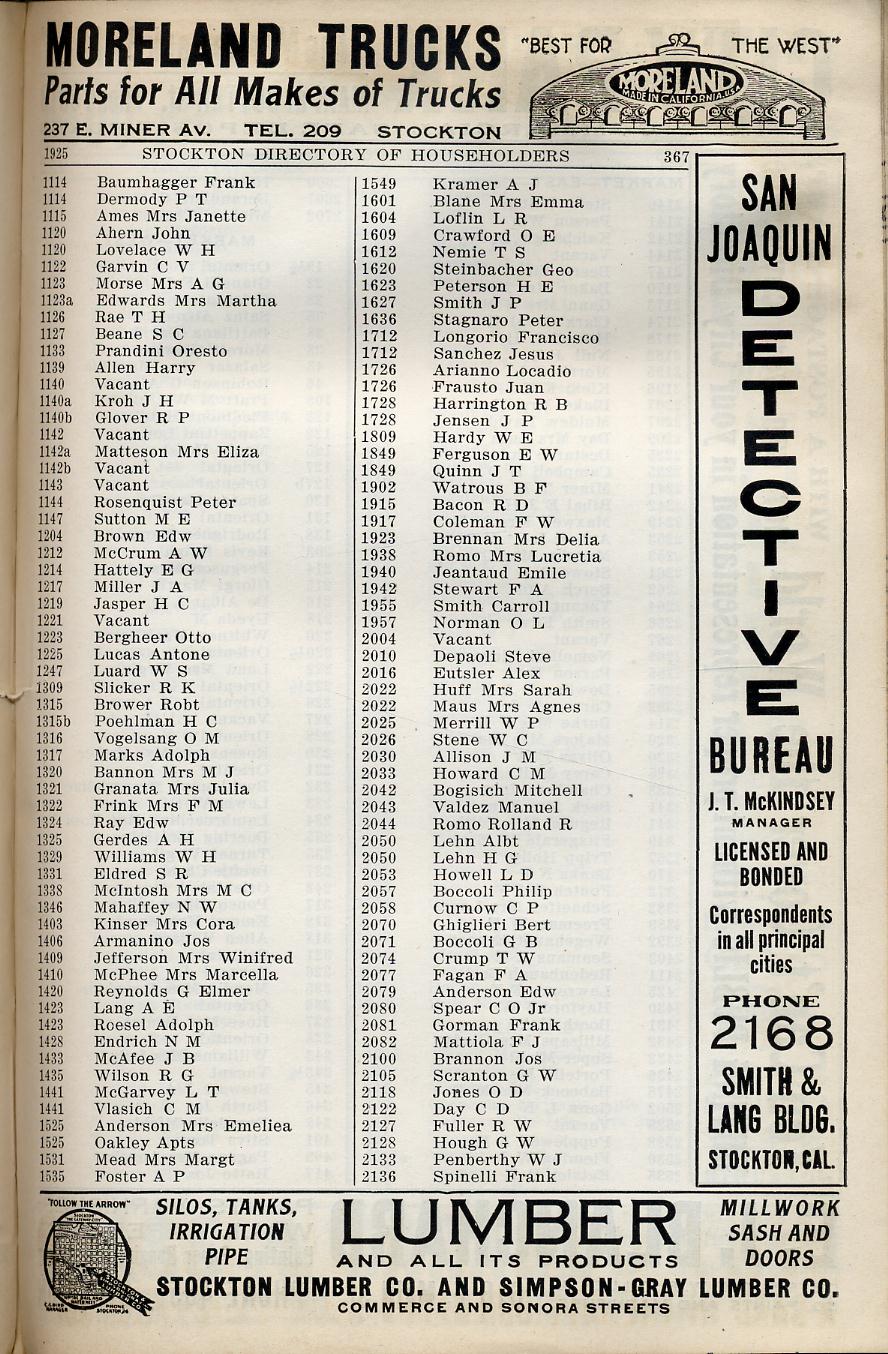 MORELAND TRUCKS
Parts for All Makes of Trucks
237 E. MINER AV. TEL. 209 STOCKTON
"BEST FOR THE WEST"
MORELAND
MADE IN CALIFORNIA. U.S.A.
1925 STOCKTON DIRECTORY OF HOUSEHOLDERS 367
1114 Baumhagger Frank
1114 Dermody P T
1115 Ames Mrs Janette
1120 Ahern John
1120 Lovelace W H
1122 Garvin C V
1123 Morse Mrs A G
1123a Edwards Mrs Martha
1126 Rae T H
1127 Beane S C
1133 Prandini Oresto
1139 Allen Harry
1140 Vacant
1140a Kroh J H
1140b Glover R P
1142 Vacant
1142a Matteson Mrs Eliza
1142b Vacant
1143 Vacant
1144 Rosenquist Peter
1147 Sutton M E
1204 Brown Edw
1212 McCrum A W
1214 Hattely E G
1217 Miller J A
1219 Jasper H C
1221 Vacant
1223 Bergheer Otto
1225 Lucas Antone
1247 Luard W S
1309 Slicker R K
1315 Brower Robt
1315b Poehlman H C
1316 Vogelsang O M
1317 Marks Adolph
1320 Bannon Mrs M J
1321 Granata Mrs Julia
1322 Frink Mrs F M
1324 Ray Edw
1325 Gerdes A H
1329 Williams W H
1331 Eldred S R
1338 McIntosh Mrs M C
1346 Mahaffey N W
1403 Kinser Mrs Cora
1406 Armanino Jos
1409 Jefferson Mrs Winifred
1410 McPhee Mrs Marcella
1420 Reynolds G Elmer
1423 Lang A E
1423 Roesel Adolph
1428 Endrich N M
1433 McAfee J B
1435 Wilson R G
1441 McGarvey L T
1441 Vlasich C M
1525 Anderson Mrs Emeliea
1525 Oakley Apts
1531 Mead Mrs Margt
1535 Foster A P
1549 Kramer A J
1601 Blane Mrs Emma
1604 Loflin L R
1609 Crawford O E
1612 Nemie T S
1620 Steinbacher Geo
1623 Peterson H E
1627 Smith J P
1636 Stagnaro Peter
1712 Longorio Francisco
1712 Sanchez Jesus
1726 Arianno Locadio
1726 Frausto Juan
1728 Harrington R B
1728 Jensen J P
1809 Hardy W E
1849 Ferguson E W
1849 Quinn J T
1902 Watrous B F
1915 Bacon R D
1917 Coleman F W
1923 Brennan Mrs Delia
1938 Romo Mrs Lucretia
1940 Jeantaud Emile
1942 Stewart F A
1955 Smith Carroll
1957 Norman O L
2004 Vacant
2010 Depaoli Steve
2016 Eutsler Alex
2022 Huff Mrs Sarah
2022 Maus Mrs Agnes
2025 Merrill W P
2026 Stene W C
2030 Allison J M
2033 Howard C M
2042 Bogisich Mitchell
2043 Valdez Manuel
2044 Romo Rolland R
2050 Lehn Albt
2050 Lehn H G
2053 Howell L D
2057 Boccoli Philip
2058 Curnow C P
2070 Ghiglieri Bert
2071 Boccoli G B
2074 Crump T W
2077 Fagan F A
2079 Anderson Edw
2080 Spear C O Jr
2081 Gorman Frank
2082 Mattiola F J
2100 Brannon Jos
2105 Scranton G W
2118 Jones O D
2122 Day C D
2127 Fuller R W
2128 Hough G W
2133 Penberthy W J
2136 Spinelli Frank
SAN
JOAQUIN
DETECTIVE
BUREAU
J. T. McKINDSEY
MANAGER
LICENSED AND
BONDED
Correspondents
in all principal
cities
PHONE
2168
SMITH &
LANG BLDG.
STOCKTON, CAL.
"FOLLOW THE ARROW"
SILOS, TANKS,
IRRIGATION
PIPE
LUMBER
AND ALL ITS PRODUCTS
MILLWORK
SASH AND
DOORS
STOCKTON LUMBER CO. AND SIMPSON-GRAY LUMBER CO.
COMMERCE AND SONORA STREETS